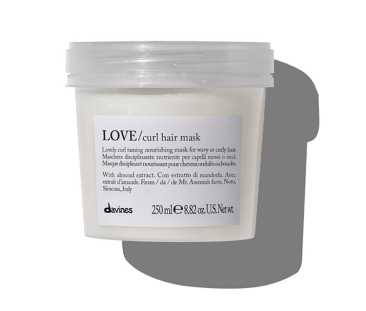 LOVE/curl hair mask
Lovely curl taming nourishing mask for wavy or curly hair
Maschera disciplinante nutriente per capelli mossi o ricci.
Masque disciplinant nourissant pour cheveux ondulés ou bouclés.
With almond extract. Con estratto di mandorla. Avec
extrait d'amande. From / da / de Mr. Assenza's farm, Noto,
Siracusa, Italy
davines 250 ml ℮ 8.82 oz. U.S. Net wt.